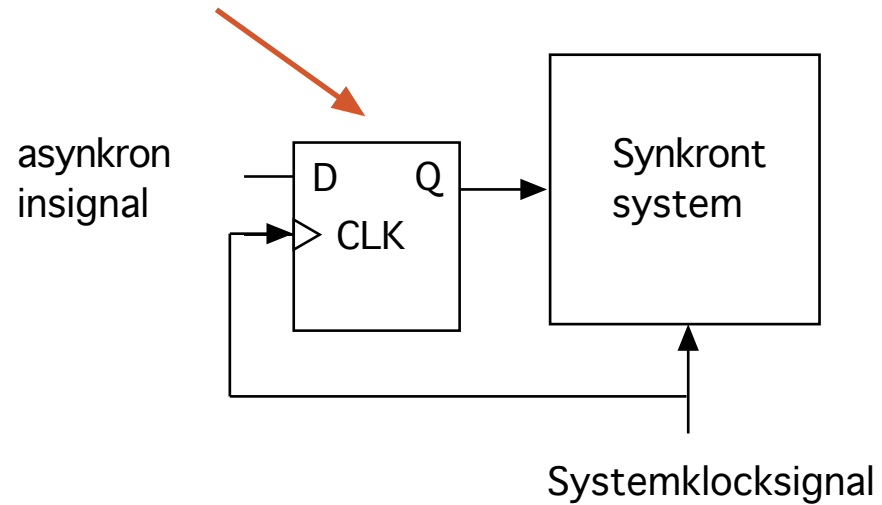 asynkron
insignal
D Q
CLK
Synkront
system
Systemklocksignal